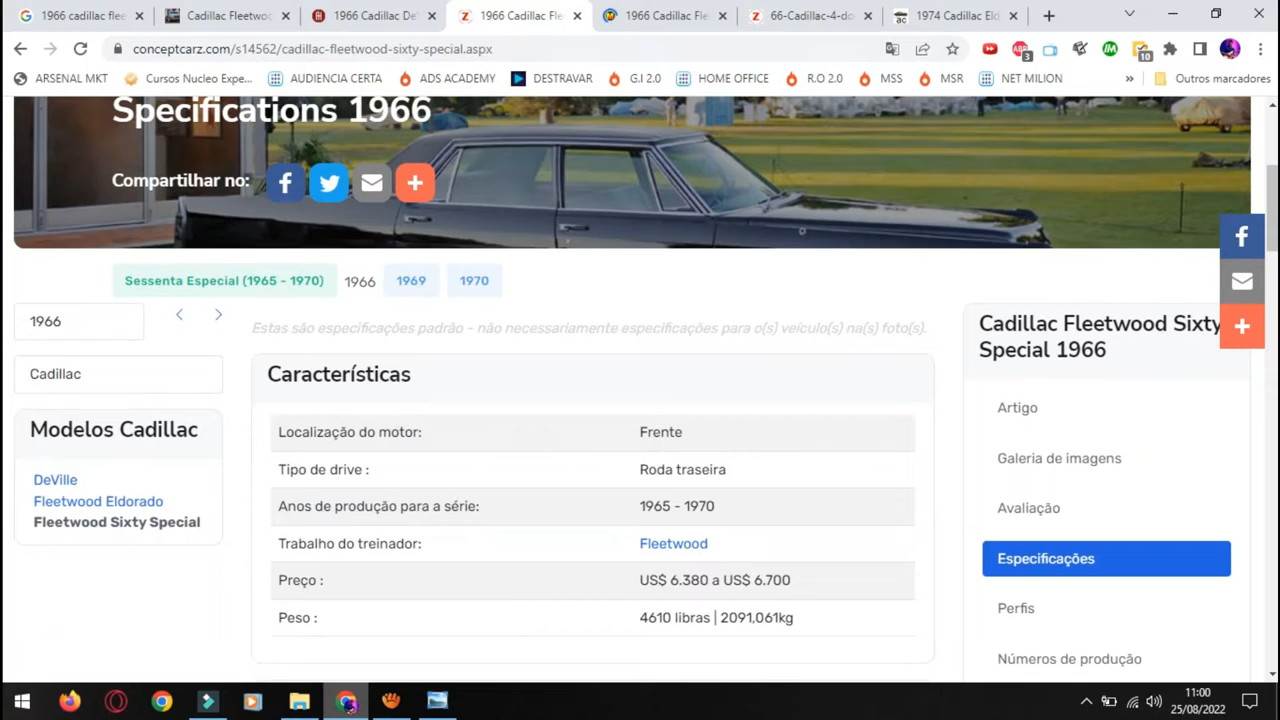 1966 cadillac flee
Cadillac Fleetwoo
1966 Cadillac De
1966 Cadillac Fle
1966 Cadillac Fle
66-Cadillac-4-do
1974 Cadillac Eld
conceptcarz.com/s14562/cadillac-fleetwood-sixty-special.aspx
3
10
ARSENAL MKT
Cursos Nucleo Expe...
AUDIENCIA CERTA
ADS ACADEMY
DESTRAVAR
G.I 2.0
HOME OFFICE
R.O 2.0
MSS
MSR
NET MILION
»
Outros marcadores
Specifications 1966
Compartilhar no:
Sessenta Especial (1965 - 1970)
1966
1969
1970
1966
Cadillac
Modelos Cadillac
DeVille
Fleetwood Eldorado
Fleetwood Sixty Special
Estas são especificações padrão - não necessariamente especificações para o(s) veículo(s) na(s) foto(s).
Características
Localização do motor: Frente
Tipo de drive : Roda traseira
Anos de produção para a série: 1965 - 1970
Trabalho do treinador: Fleetwood
Preço : US$ 6.380 a US$ 6.700
Peso : 4610 libras | 2091,061kg
Cadillac Fleetwood Sixty
Special 1966
Artigo
Galeria de imagens
Avaliação
Especificações
Perfis
Números de produção
11:00
25/08/2022